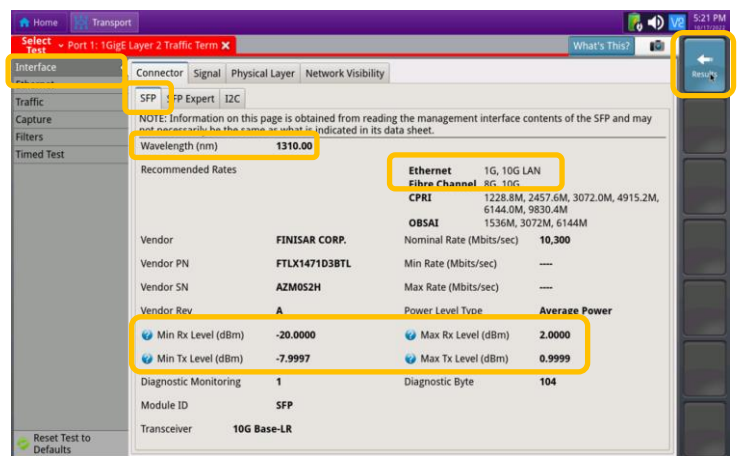 Home Transport V2 5:21 PM
10/17/2022
Select Test Port 1: 1GigE Layer 2 Traffic Term X What's This?
Results
Interface
Ethernet
Traffic
Capture
Filters
Timed Test
Reset Test to Defaults
Connector Signal Physical Layer Network Visibility
SFP SFP Expert I2C
NOTE: Information on this page is obtained from reading the management interface contents of the SFP and may
not necessarily be the same as what is indicated in its data sheet.
Wavelength (nm) 1310.00
Recommended Rates Ethernet 1G, 10G LAN
Fibre Channel 8G, 10G
CPRI 1228.8M, 2457.6M, 3072.0M, 4915.2M,
6144.0M, 9830.4M
OBSAI 1536M, 3072M, 6144M
Vendor FINISAR CORP. Nominal Rate (Mbits/sec) 10,300
Vendor PN FTLX1471D3BTL Min Rate (Mbits/sec) ----
Vendor SN AZM0S2H Max Rate (Mbits/sec) ----
Vendor Rev A Power Level Type Average Power
Min Rx Level (dBm) -20.0000 Max Rx Level (dBm) 2.0000
Min Tx Level (dBm) -7.9997 Max Tx Level (dBm) 0.9999
Diagnostic Monitoring 1 Diagnostic Byte 104
Module ID SFP
Transceiver 10G Base-LR